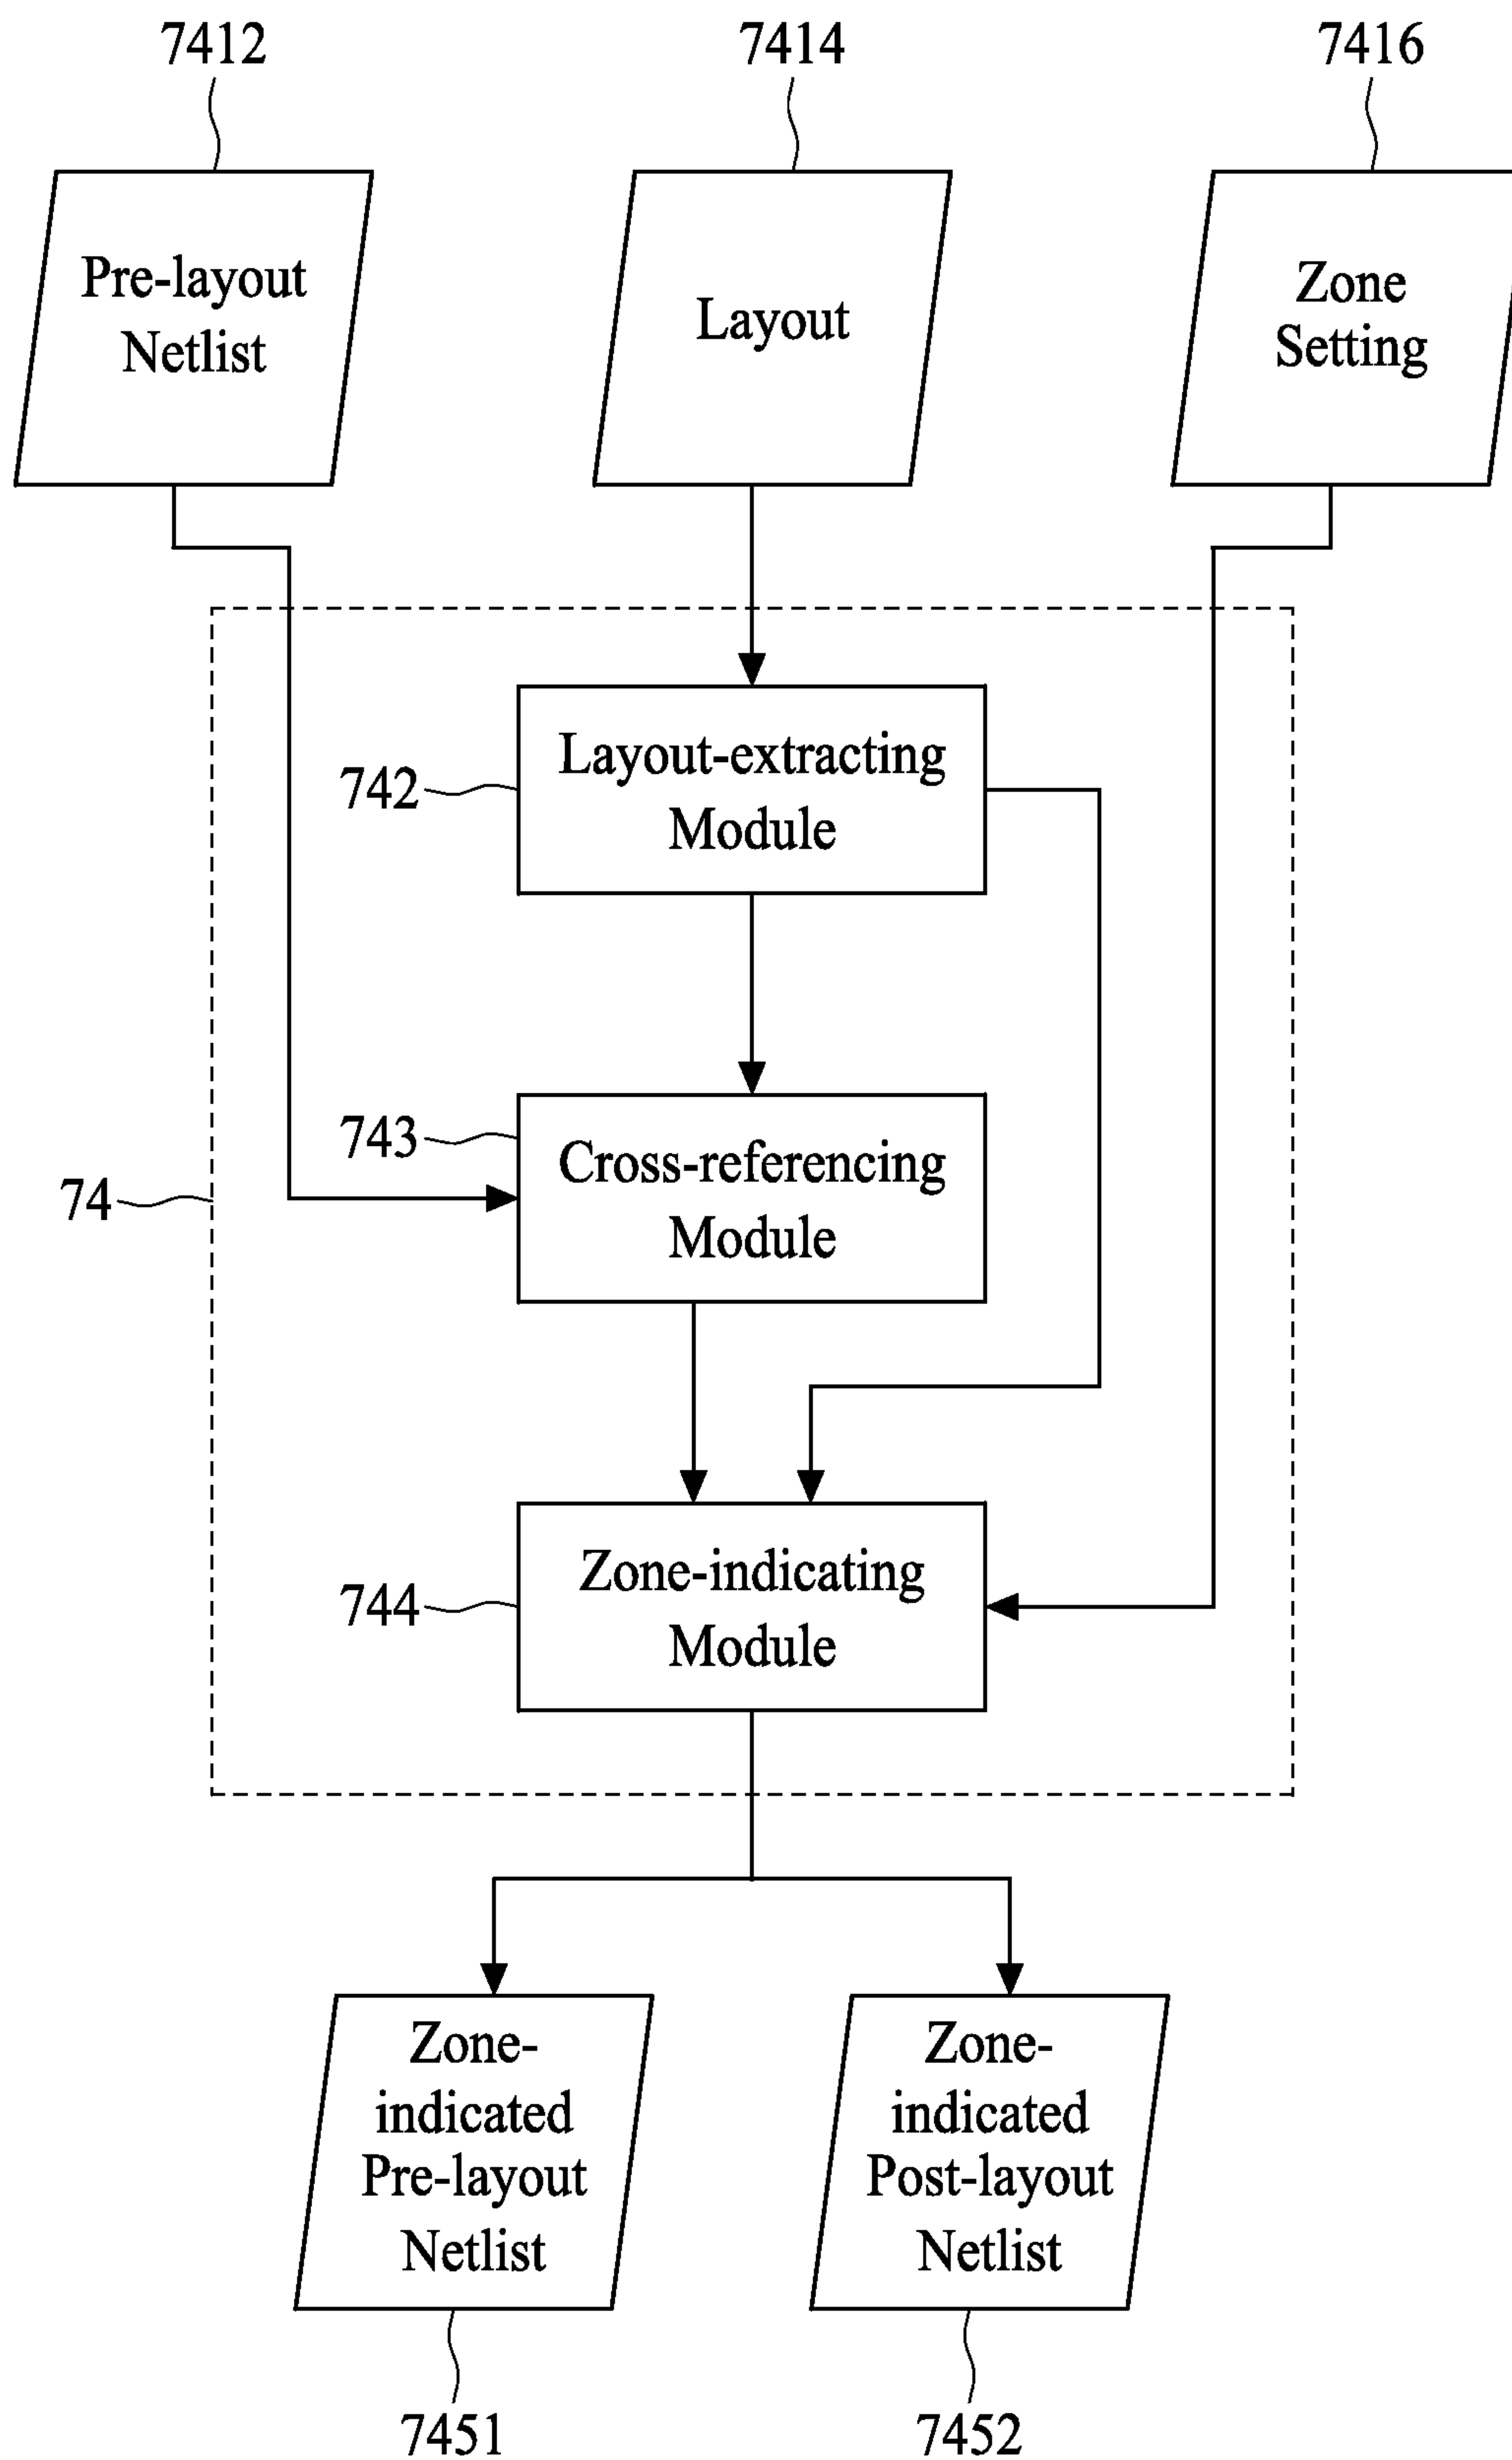 7412
7414
7416
Pre-layout
Netlist
Layout
Zone
Setting
742
Layout-extracting
Module
743
Cross-referencing
Module
74
744
Zone-indicating
Module
Zone-
indicated
Pre-layout
Netlist
Zone-
indicated
Post-layout
Netlist
7451
7452